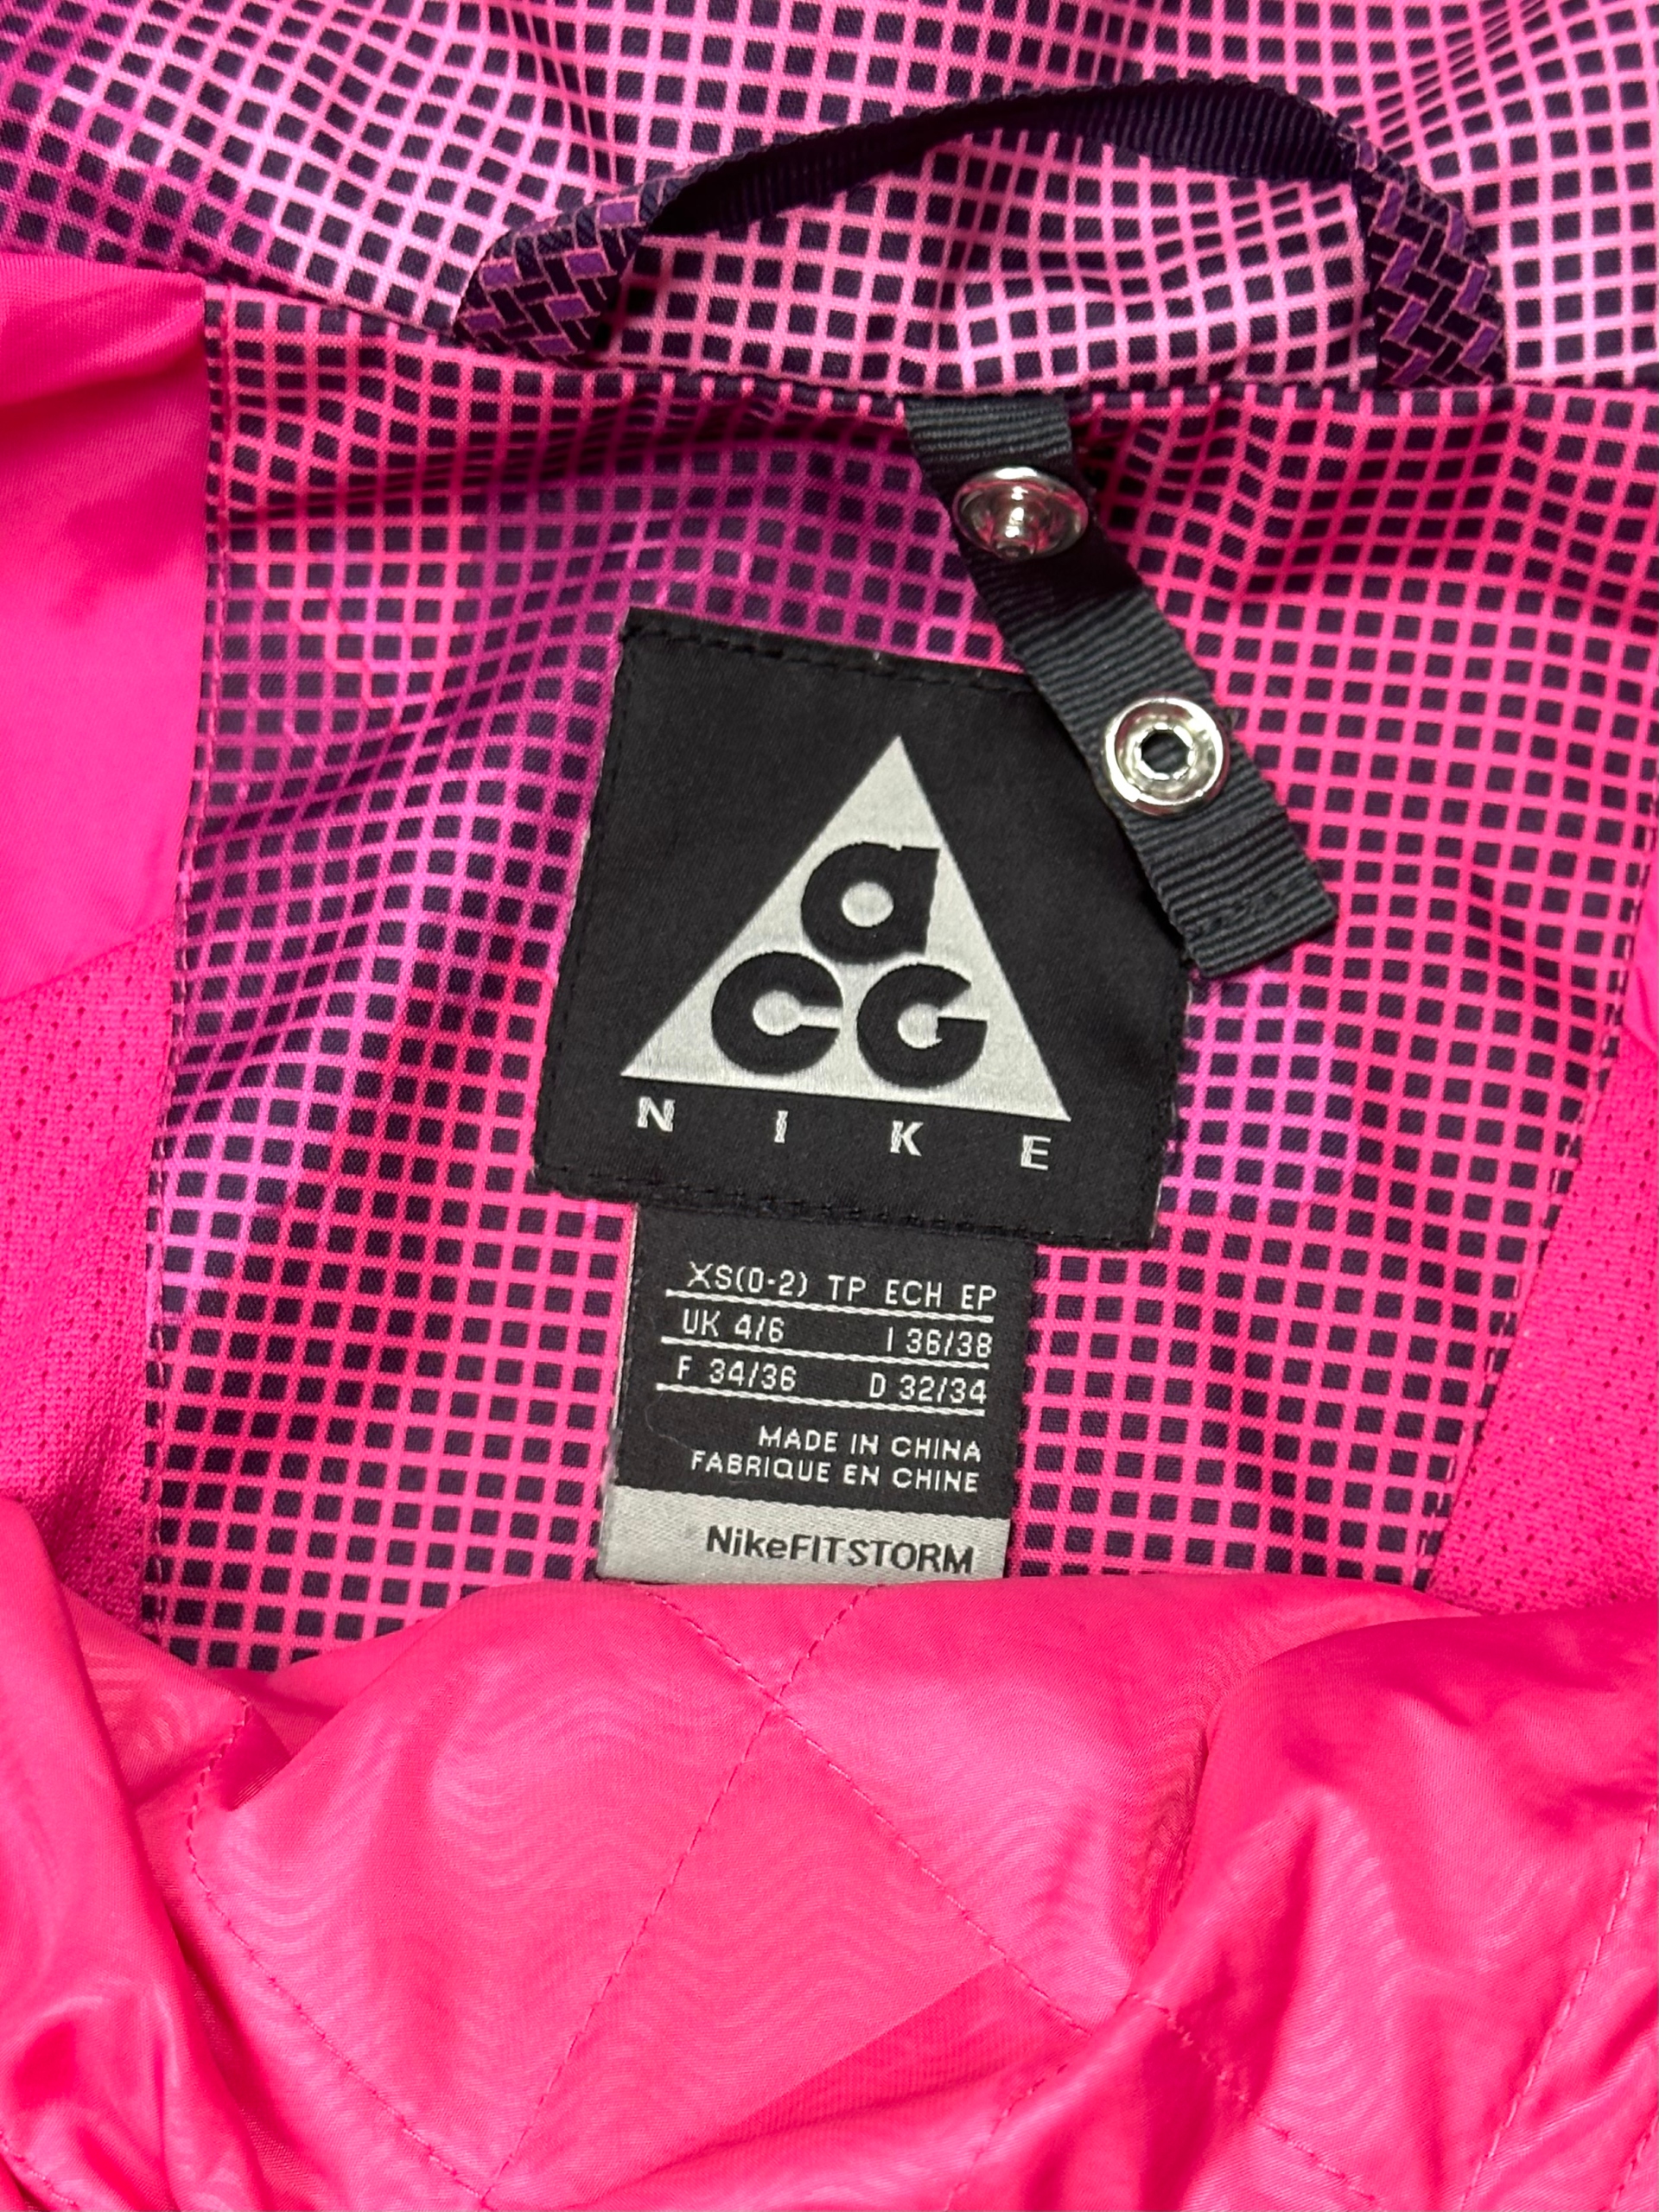 a
CG
NIKE
XS(0-2) TP ECH EP
UK 4/6 I 36/38
F 34/36 D 32/34
MADE IN CHINA
FABRIQUE EN CHINE
NikeFITSTORM